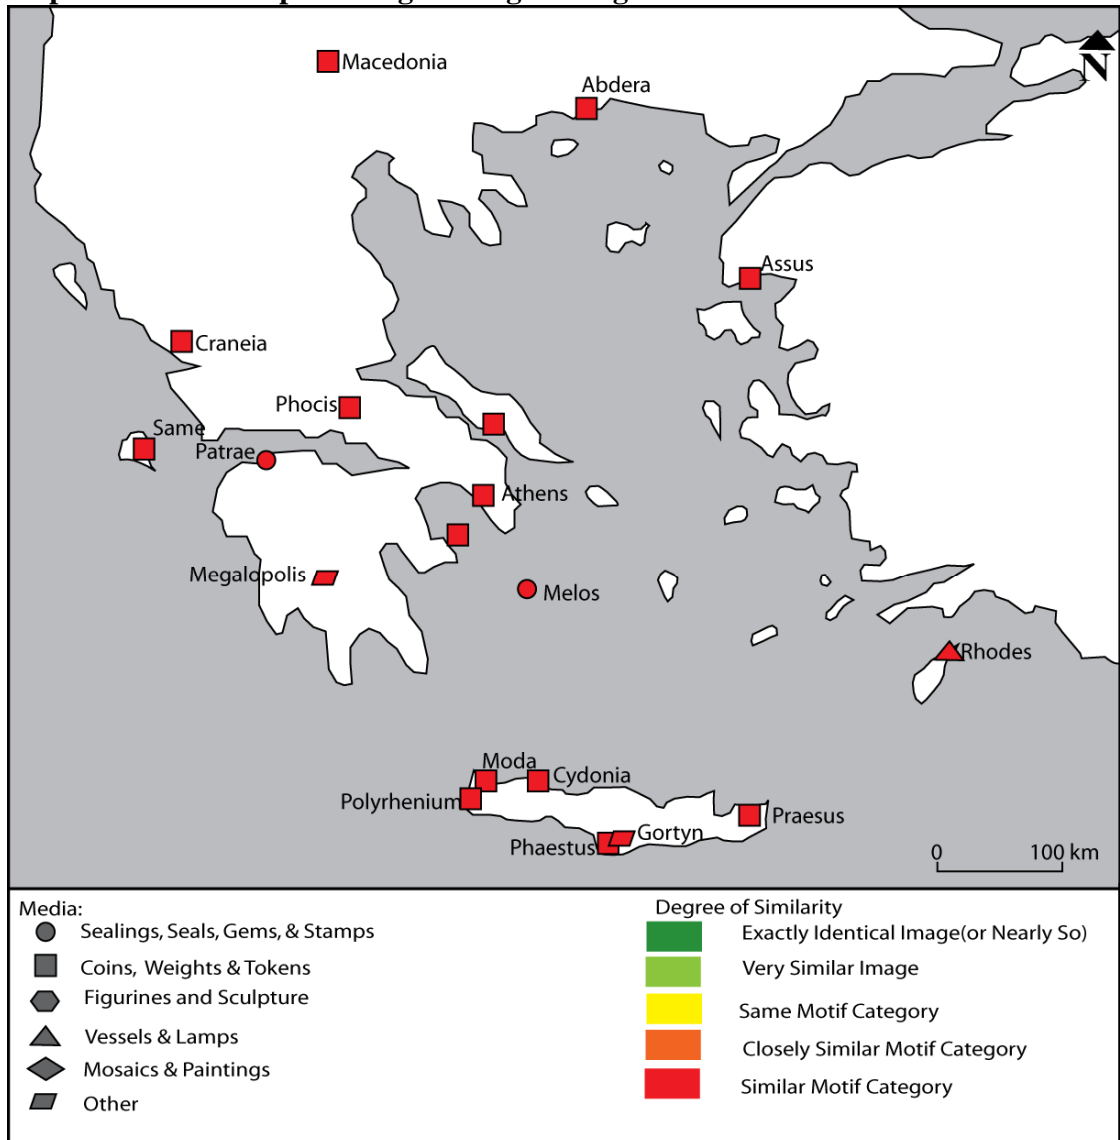 Macedonia
N
Abdera
Assus
Craneia
Phocis
Same
Patrae
Athens
Megalopolis
Melos
Rhodes
Moda
Cydonia
Polyrhenium
Praesus
Gortyn
Phaestus
0 100 km
Media:
Sealings, Seals, Gems, & Stamps
Coins, Weights & Tokens
Figurines and Sculpture
Vessels & Lamps
Mosaics & Paintings
Other
Degree of Similarity
Exactly Identical Image(or Nearly So)
Very Similar Image
Same Motif Category
Closely Similar Motif Category
Similar Motif Category